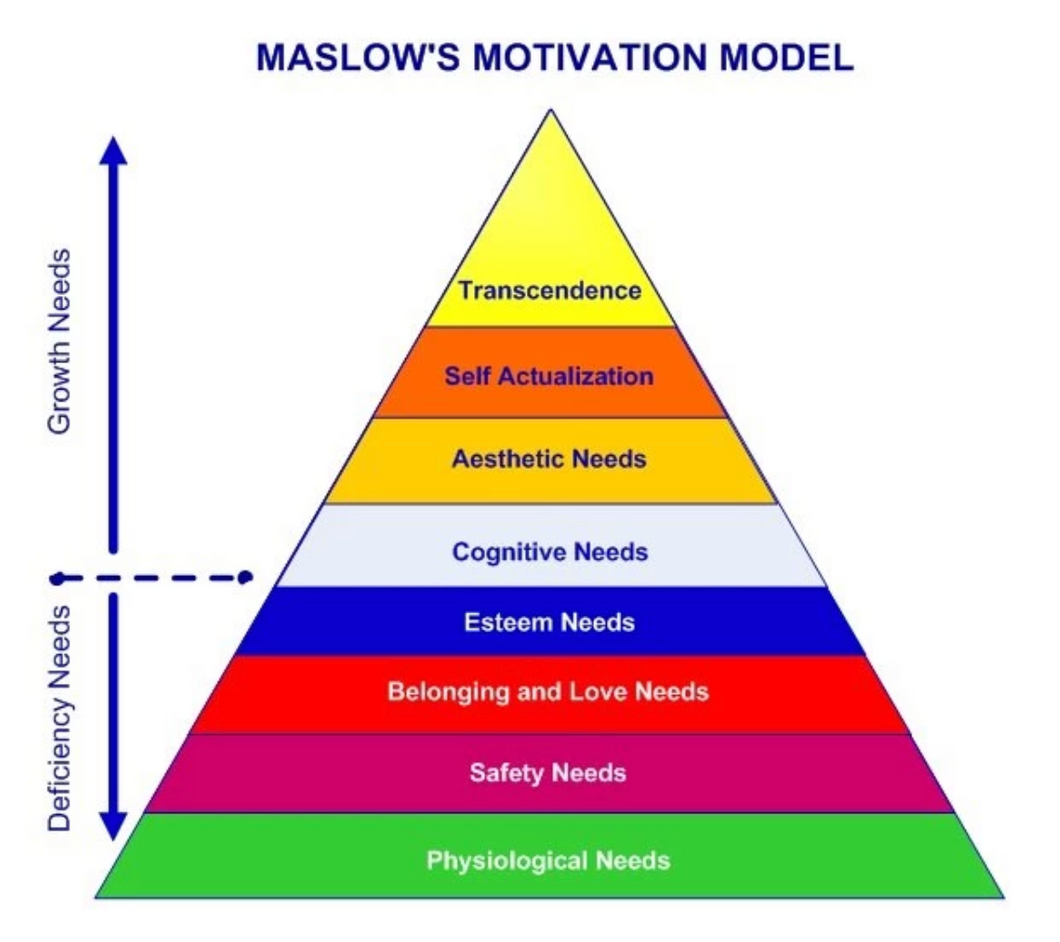 MASLOW'S MOTIVATION MODEL
Growth Needs
Deficiency Needs
Transcendence
Self Actualization
Aesthetic Needs
Cognitive Needs
Esteem Needs
Belonging and Love Needs
Safety Needs
Physiological Needs